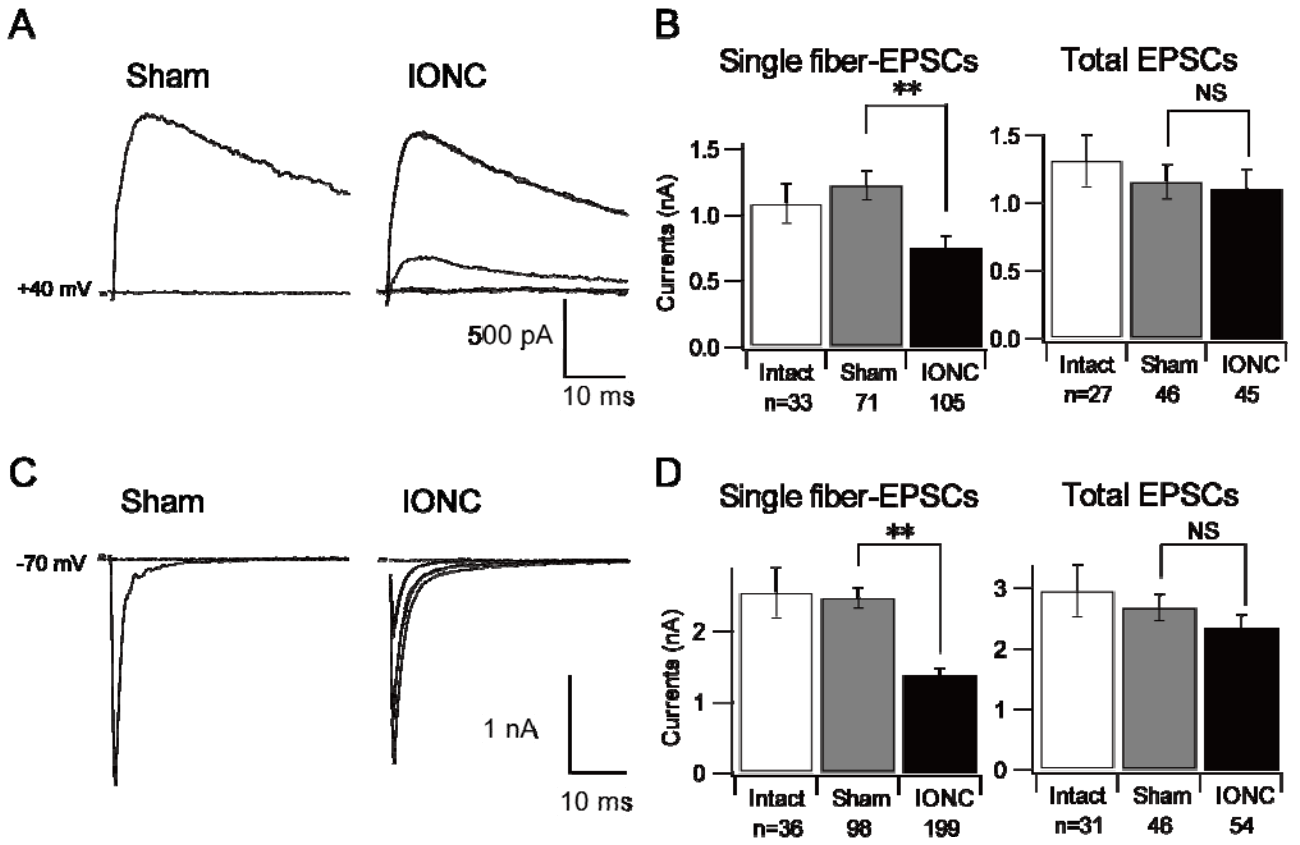 A
Sham
IONC
+40 mV
500 pA
10 ms
B
Single fiber-EPSCs
**
Currents (nA)
1.5
1.0
0.5
0.0
Intact Sham IONC
n=33 71 105
Total EPSCs
NS
1.5
1.0
0.5
0.0
Intact Sham IONC
n=27 46 45
C
Sham
IONC
-70 mV
1 nA
10 ms
D
Single fiber-EPSCs
**
Currents (nA)
2
1
0
Intact Sham IONC
n=36 98 199
Total EPSCs
NS
3
2
1
0
Intact Sham IONC
n=31 46 54